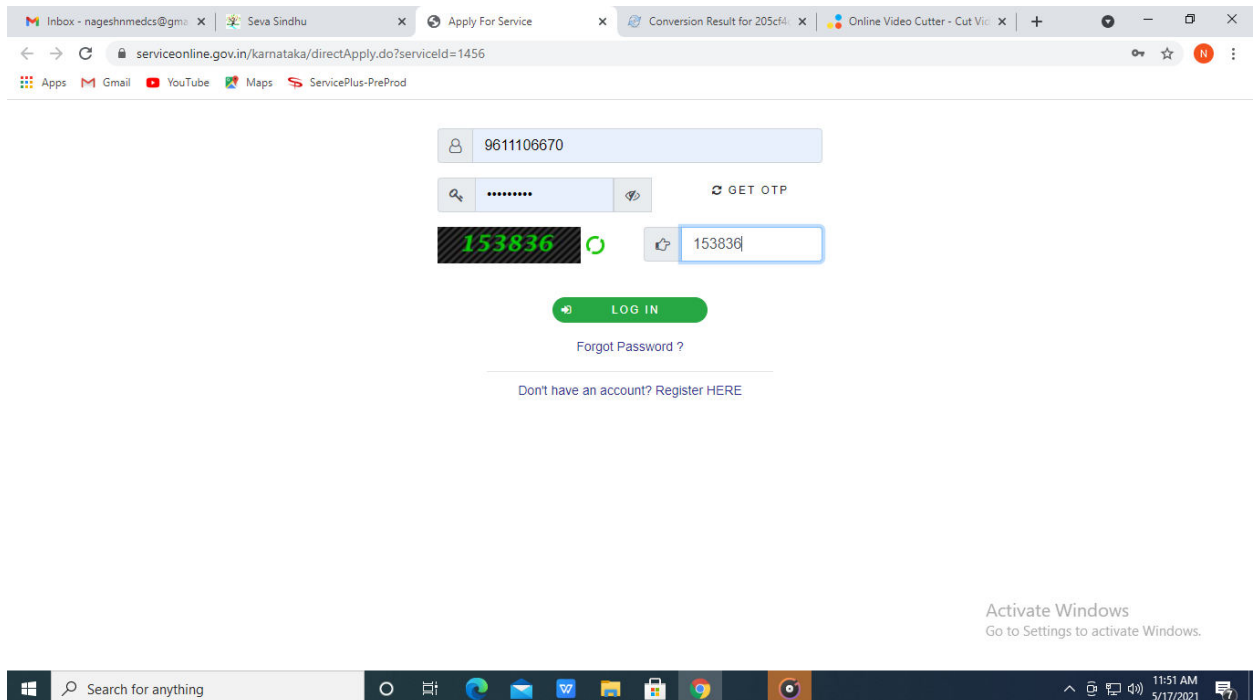 Inbox - nageshnmedcs@gma
Seva Sindhu
Apply For Service
Conversion Result for 205cf4
Online Video Cutter - Cut Vid
serviceonline.gov.in/karnataka/directApply.do?serviceId=1456
N
Apps
Gmail
YouTube
Maps
ServicePlus-PreProd
9611106670
•••••••••
GET OTP
153836
153836
LOG IN
Forgot Password ?
Don't have an account? Register HERE
Activate Windows
Go to Settings to activate Windows.
Search for anything
W
11:51 AM
5/17/2021